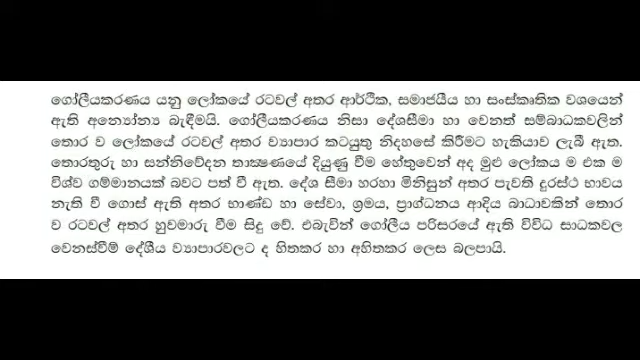 ගෝලීයකරණය යනු ලෝකයේ රටවල් අතර ආර්ථික, සමාජයීය හා සංස්කෘතික වශයෙන්
ඇති අන්‍යෝන්‍ය බැඳීමයි. ගෝලීයකරණය නිසා දේශසීමා හා වෙනත් සම්බාධකවලින්
තොර ව ලෝකයේ රටවල් අතර ව්‍යාපාර කටයුතු නිදහසේ කිරීමට හැකියාව ලැබී ඇත.
තොරතුරු හා සන්නිවේදන තාක්‍ෂණයේ දියුණු වීම හේතුවෙන් අද මුළු ලෝකය ම එක ම
විශ්ව ගම්මානයක් බවට පත් වී ඇත. දේශ සීමා හරහා මිනිසුන් අතර පැවති දුරස්ථ භාවය
නැති වී ගොස් ඇති අතර භාණ්ඩ හා සේවා, ශ්‍රමය, ප්‍රාග්ධනය ආදිය බාධාවකින් තොර
ව රටවල් අතර හුවමාරු වීම සිදු වේ. එබැවින් ගෝලීය පරිසරයේ ඇති විවිධ සාධකවල
වෙනස්වීම් දේශීය ව්‍යාපාරවලට ද හිතකර හා අහිතකර ලෙස බලපායි.